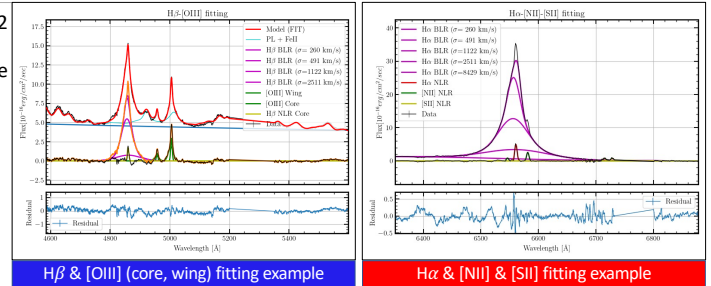 2
e
Hβ-[OIII] fitting
Flux[10⁻¹⁶erg/cm²/sec]
17.5
15.0
12.5
10.0
7.5
5.0
2.5
0.0
−2.5
Model (FIT)
PL + FeII
Hβ BLR (σ= 260 km/s)
Hβ BLR (σ= 491 km/s)
Hβ BLR (σ=1122 km/s)
Hβ BLR (σ=2511 km/s)
[OIII] Wing
[OIII] Core
Hβ NLR Core
Data
Residual
1
0
−1
Residual
4600 4800 5000 5200 5400
Wavelength [Å]
Hβ & [OIII] (core, wing) fitting example
Hα-[NII]-[SII] fitting
Flux[10⁻¹⁶erg/cm²/sec]
40
30
20
10
0
Hα BLR (σ= 260 km/s)
Hα BLR (σ= 491 km/s)
Hα BLR (σ=1122 km/s)
Hα BLR (σ=2511 km/s)
Hα BLR (σ=8429 km/s)
Hα NLR
[NII] NLR
[SII] NLR
Data
Residual
0.5
0.0
−0.5
Residual
6400 6500 6600 6700 6800
Wavelength [Å]
Hα & [NII] & [SII] fitting example